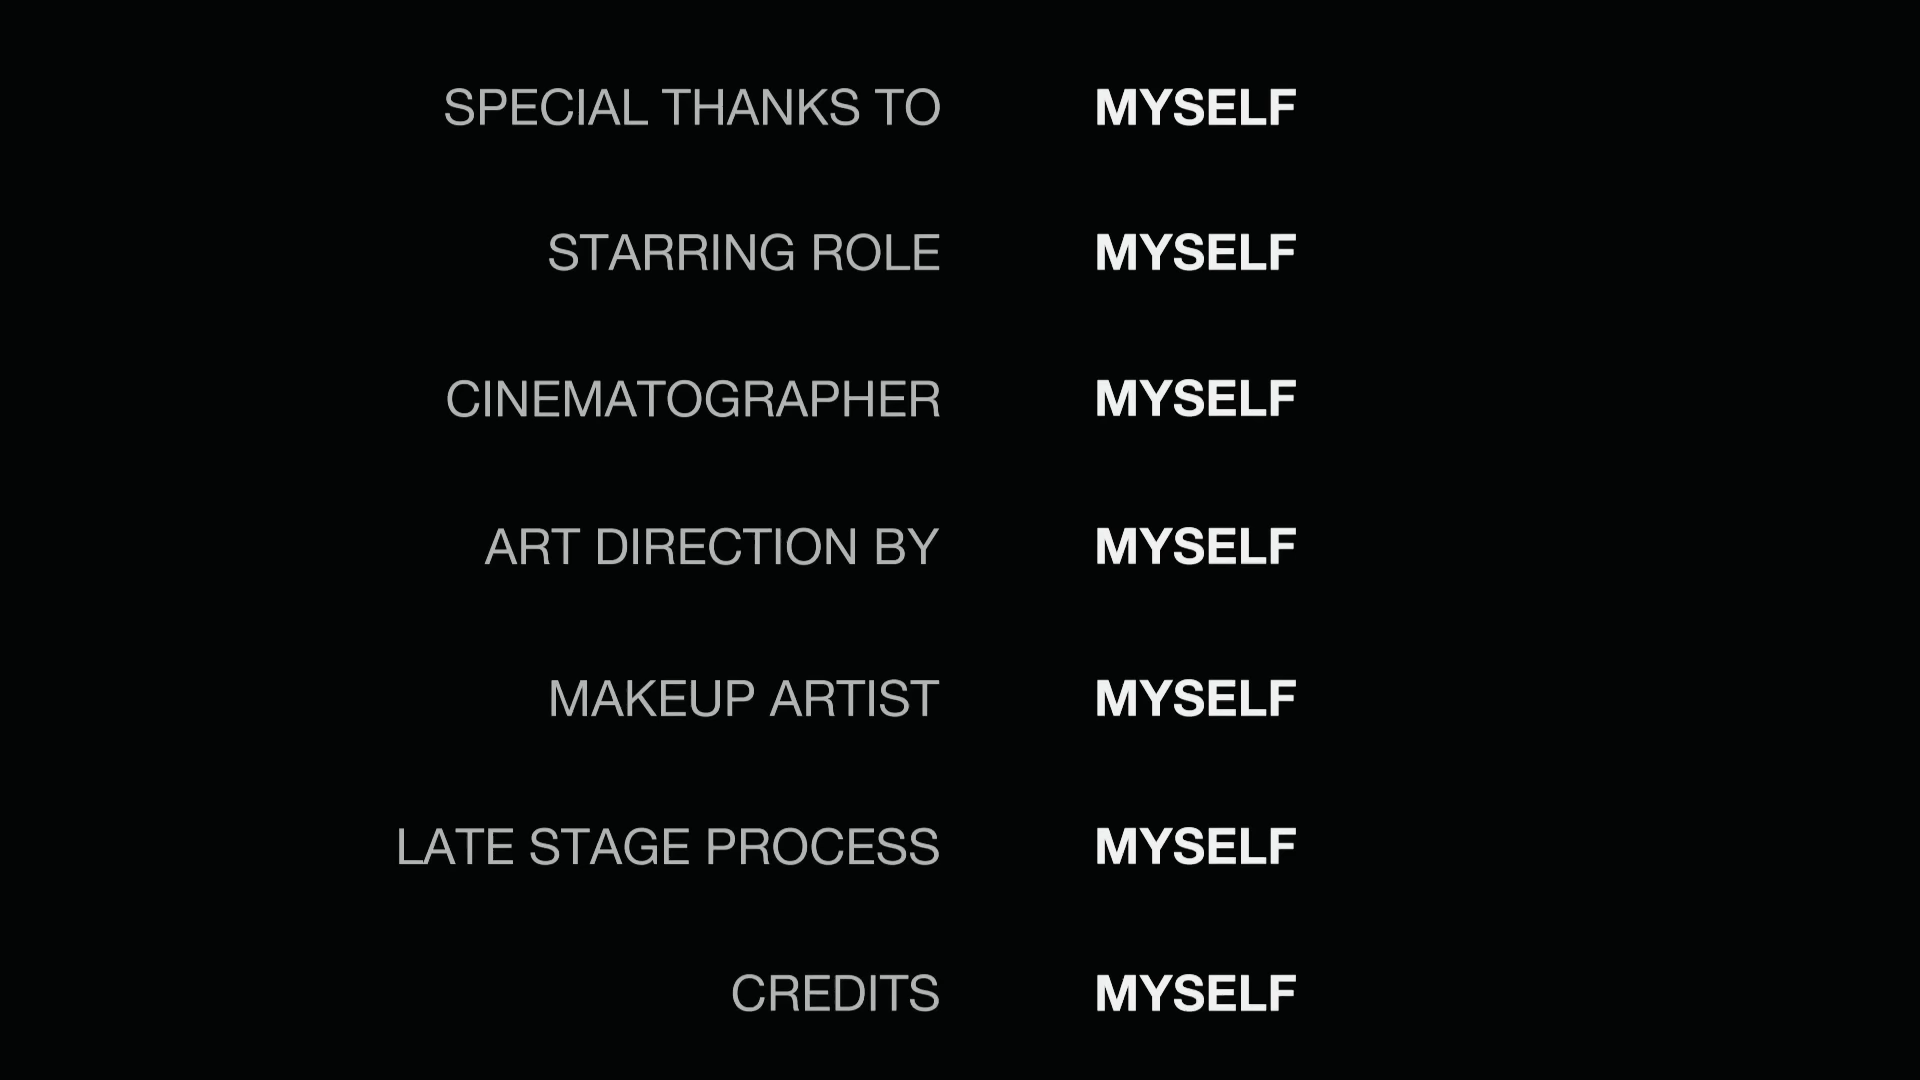 SPECIAL THANKS TO MYSELF
STARRING ROLE MYSELF
CINEMATOGRAPHER MYSELF
ART DIRECTION BY MYSELF
MAKEUP ARTIST MYSELF
LATE STAGE PROCESS MYSELF
CREDITS MYSELF